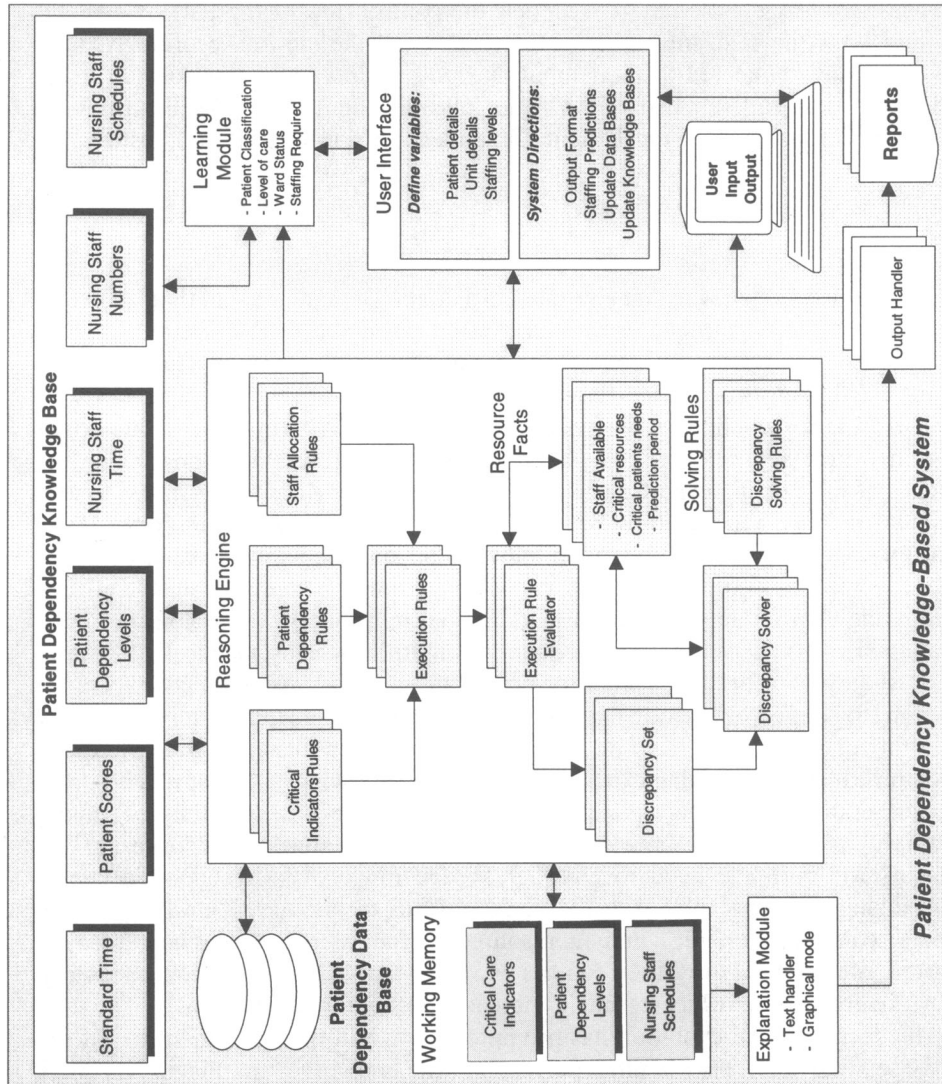 Patient Dependency Knowledge Base
Standard Time
Patient Scores
Patient
Dependency
Levels
Nursing Staff
Time
Nursing Staff
Numbers
Nursing Staff
Schedules
Patient
Dependency Data
Base
Reasoning Engine
Critical
IndicatorsRules
Patient
Dependency
Rules
Staff Allocation
Rules
Execution Rules
Execution Rule
Evaluator
Resource
Facts
- Staff Available
- Critical resources
- Critical patients needs
- Prediction period
Discrepancy Set
Discrepancy Solver
Solving Rules
Discrepancy
Solving Rules
Learning
Module
- Patient Classification
- Level of care
- Ward Status
- Staffing Required
User Interface
Define variables:
Patient details
Unit details
Staffing levels
System Directions:
Output Format
Staffing Predictions
Update Data Bases
Update Knowledge Bases
Working Memory
Critical Care
Indicators
Patient
Dependency
Levels
Nursing Staff
Schedules
Explanation Module
- Text handler
- Graphical mode
User
Input
Output
Output Handler
Reports
Patient Dependency Knowledge-Based System